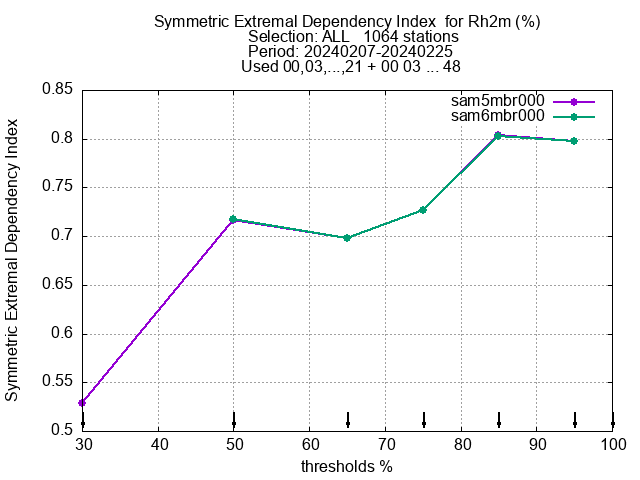 Symmetric Extremal Dependency Index  for Rh2m (%)
Selection: ALL   1064 stations
Period: 20240207-20240225
Used 00,03,...,21 + 00 03 ... 48
sam5mbr000
sam6mbr000
0.85
0.8
0.75
0.7
0.65
0.6
0.55
0.5
Symmetric Extremal Dependency Index
30 40 50 60 70 80 90 100
thresholds %